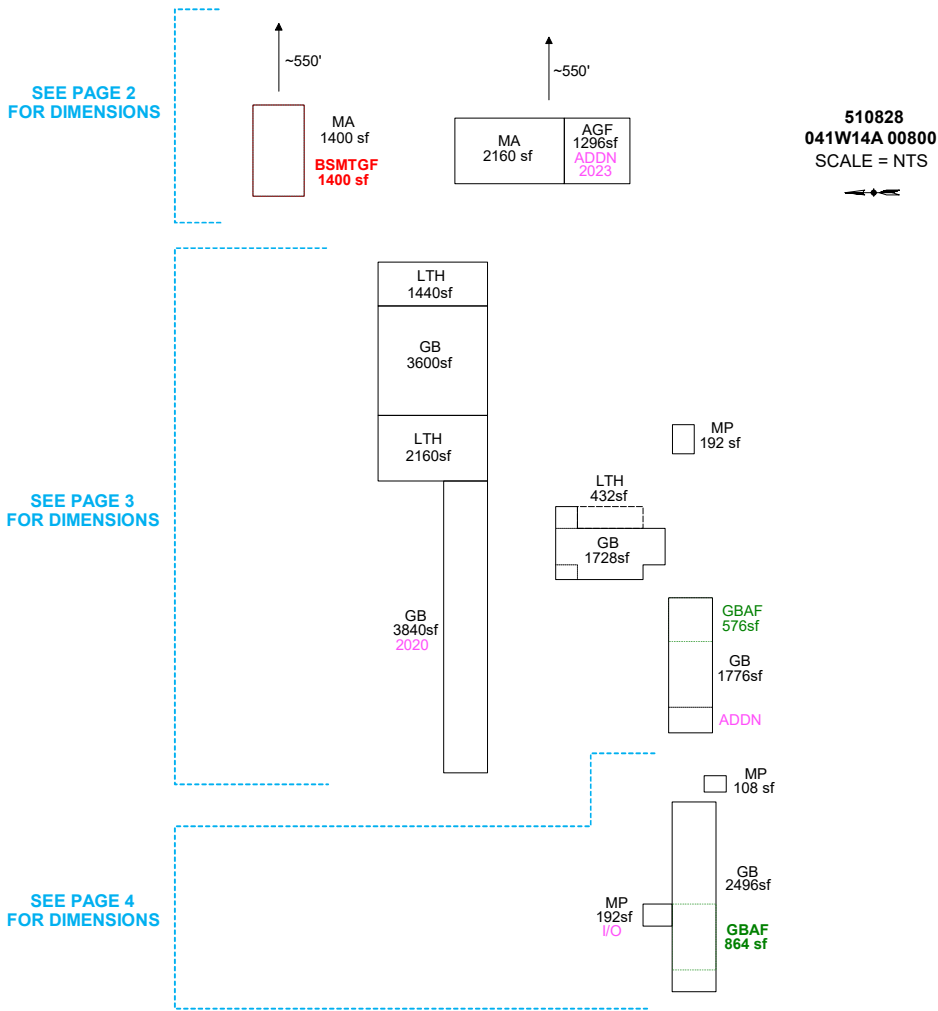 ~550'
~550'
SEE PAGE 2
FOR DIMENSIONS
MA
1400 sf
BSMTGF
1400 sf
MA
2160 sf
AGF
1296sf
ADDN
2023
510828
041W14A 00800
SCALE = NTS
LTH
1440sf
GB
3600sf
LTH
2160sf
MP
192 sf
SEE PAGE 3
FOR DIMENSIONS
LTH
432sf
GB
1728sf
GB
3840sf
2020
GBAF
576sf
GB
1776sf
ADDN
MP
108 sf
SEE PAGE 4
FOR DIMENSIONS
GB
2496sf
MP
192sf
I/O
GBAF
864 sf